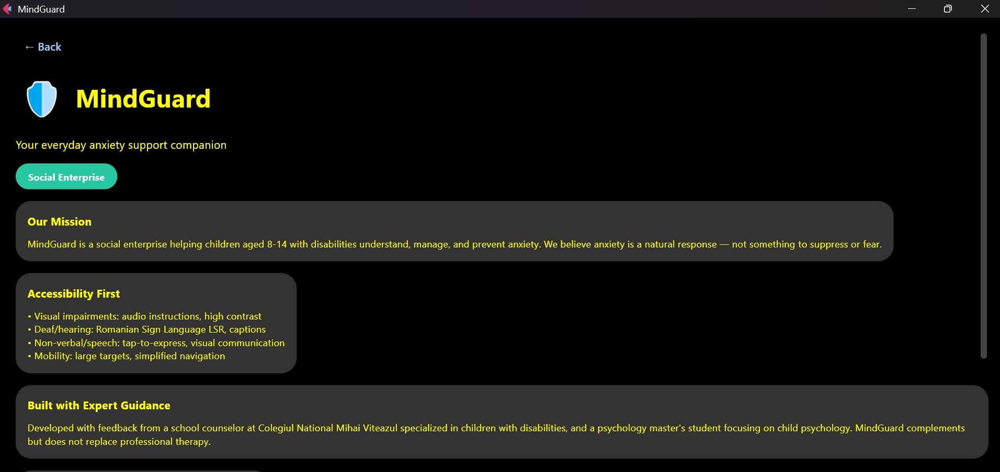 MindGuard
← Back
MindGuard
Your everyday anxiety support companion
Social Enterprise
Our Mission
MindGuard is a social enterprise helping children aged 8-14 with disabilities understand, manage, and prevent anxiety. We believe anxiety is a natural response — not something to suppress or fear.
Accessibility First
• Visual impairments: audio instructions, high contrast
• Deaf/hearing: Romanian Sign Language LSR, captions
• Non-verbal/speech: tap-to-express, visual communication
• Mobility: large targets, simplified navigation
Built with Expert Guidance
Developed with feedback from a school counselor at Colegiul National Mihai Viteazul specialized in children with disabilities, and a psychology master's student focusing on child psychology. MindGuard complements
but does not replace professional therapy.